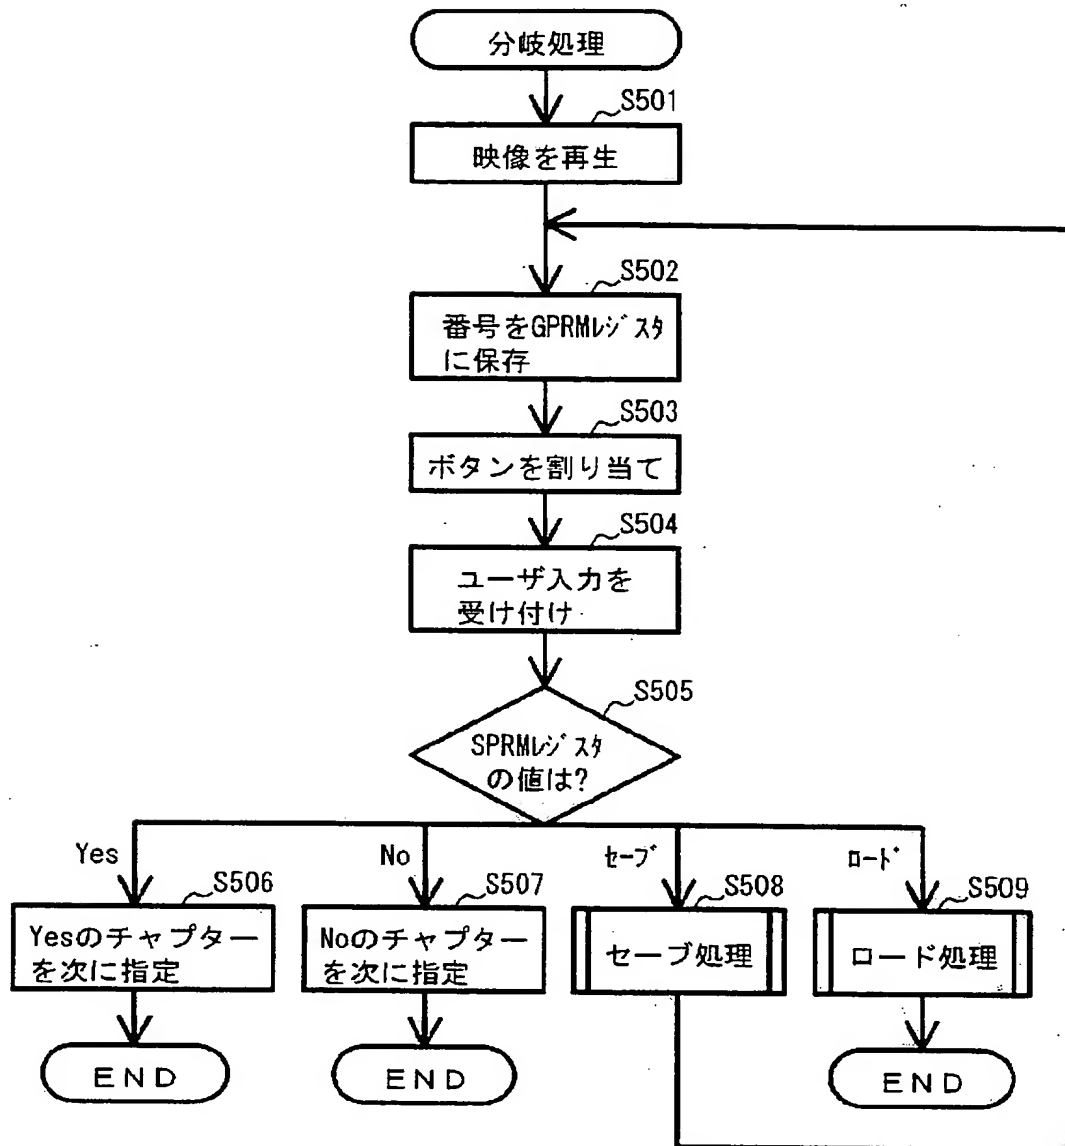 分岐処理
S501
映像を再生
S502
番号をGPRMレジスタ
に保存
S503
ボタンを割り当て
S504
ユーザ入力を
受け付け
S505
SPRMレジスタ
の値は?
Yes
No
セーブ
ロード
S506
S507
S508
S509
Yesのチャプター
を次に指定
Noのチャプター
を次に指定
セーブ処理
ロード処理
END
END
END